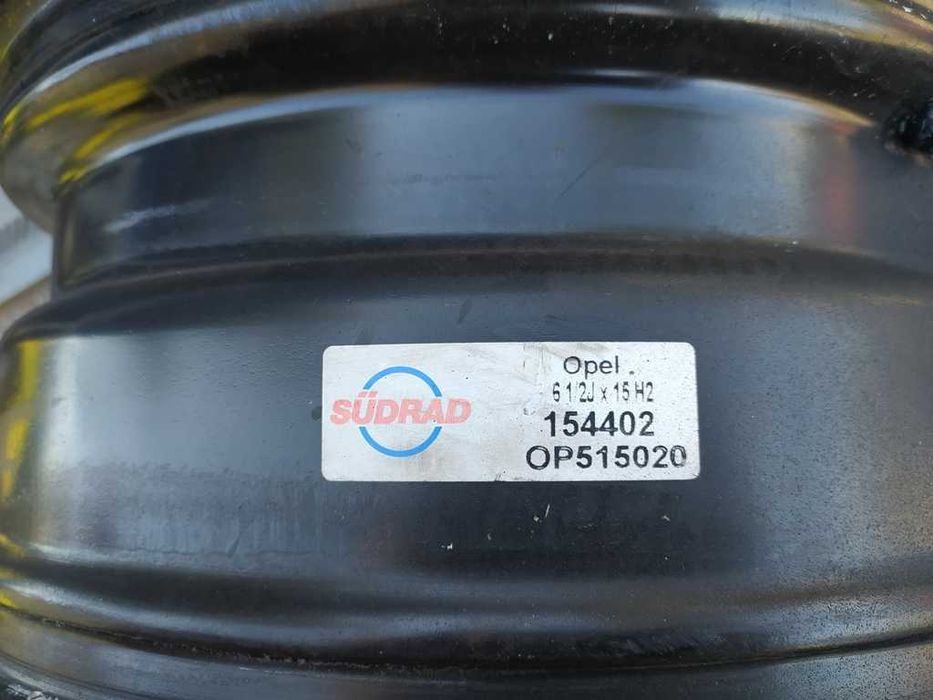 SÜDRAD
Opel .
6 1/2J x 15 H2
154402
OP515020